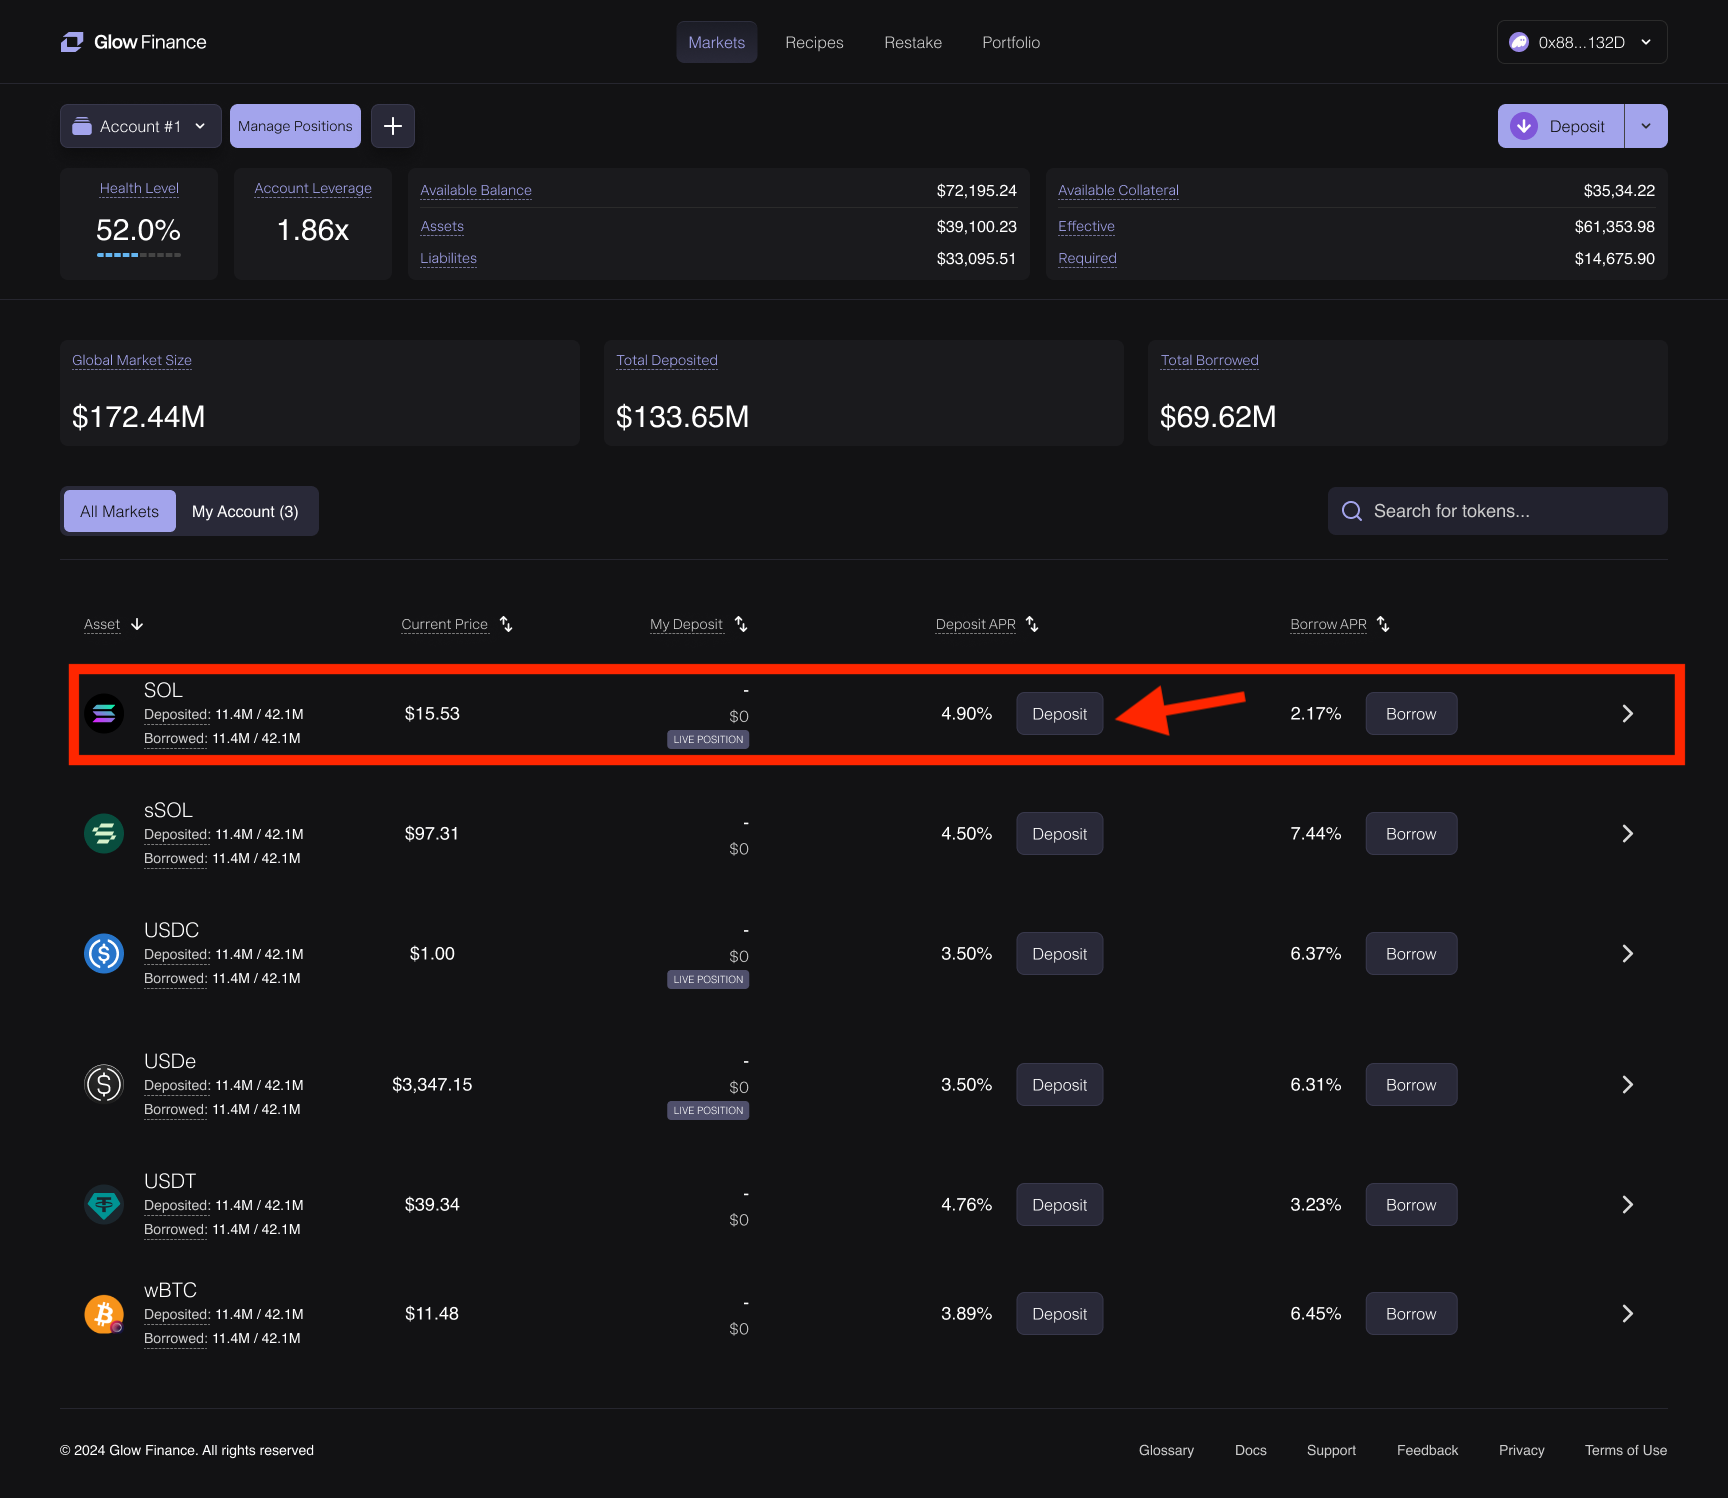 Glow Finance
Markets
Recipes
Restake
Portfolio
0x88...132D
Account #1
Manage Positions
Deposit
Health Level
52.0%
Account Leverage
1.86x
Available Balance $72,195.24
Assets $39,100.23
Liabilites $33,095.51
Available Collateral $35,34.22
Effective $61,353.98
Required $14,675.90
Global Market Size
$172.44M
Total Deposited
$133.65M
Total Borrowed
$69.62M
All Markets
My Account (3)
Search for tokens...
Asset
Current Price
My Deposit
Deposit APR
Borrow APR
SOL
Deposited: 11.4M / 42.1M
Borrowed: 11.4M / 42.1M
$15.53
-
$0
LIVE POSITION
4.90%
Deposit
2.17%
Borrow
sSOL
Deposited: 11.4M / 42.1M
Borrowed: 11.4M / 42.1M
$97.31
-
$0
4.50%
Deposit
7.44%
Borrow
USDC
Deposited: 11.4M / 42.1M
Borrowed: 11.4M / 42.1M
$1.00
-
$0
LIVE POSITION
3.50%
Deposit
6.37%
Borrow
USDe
Deposited: 11.4M / 42.1M
Borrowed: 11.4M / 42.1M
$3,347.15
-
$0
LIVE POSITION
3.50%
Deposit
6.31%
Borrow
USDT
Deposited: 11.4M / 42.1M
Borrowed: 11.4M / 42.1M
$39.34
-
$0
4.76%
Deposit
3.23%
Borrow
wBTC
Deposited: 11.4M / 42.1M
Borrowed: 11.4M / 42.1M
$11.48
-
$0
3.89%
Deposit
6.45%
Borrow
© 2024 Glow Finance. All rights reserved
Glossary
Docs
Support
Feedback
Privacy
Terms of Use